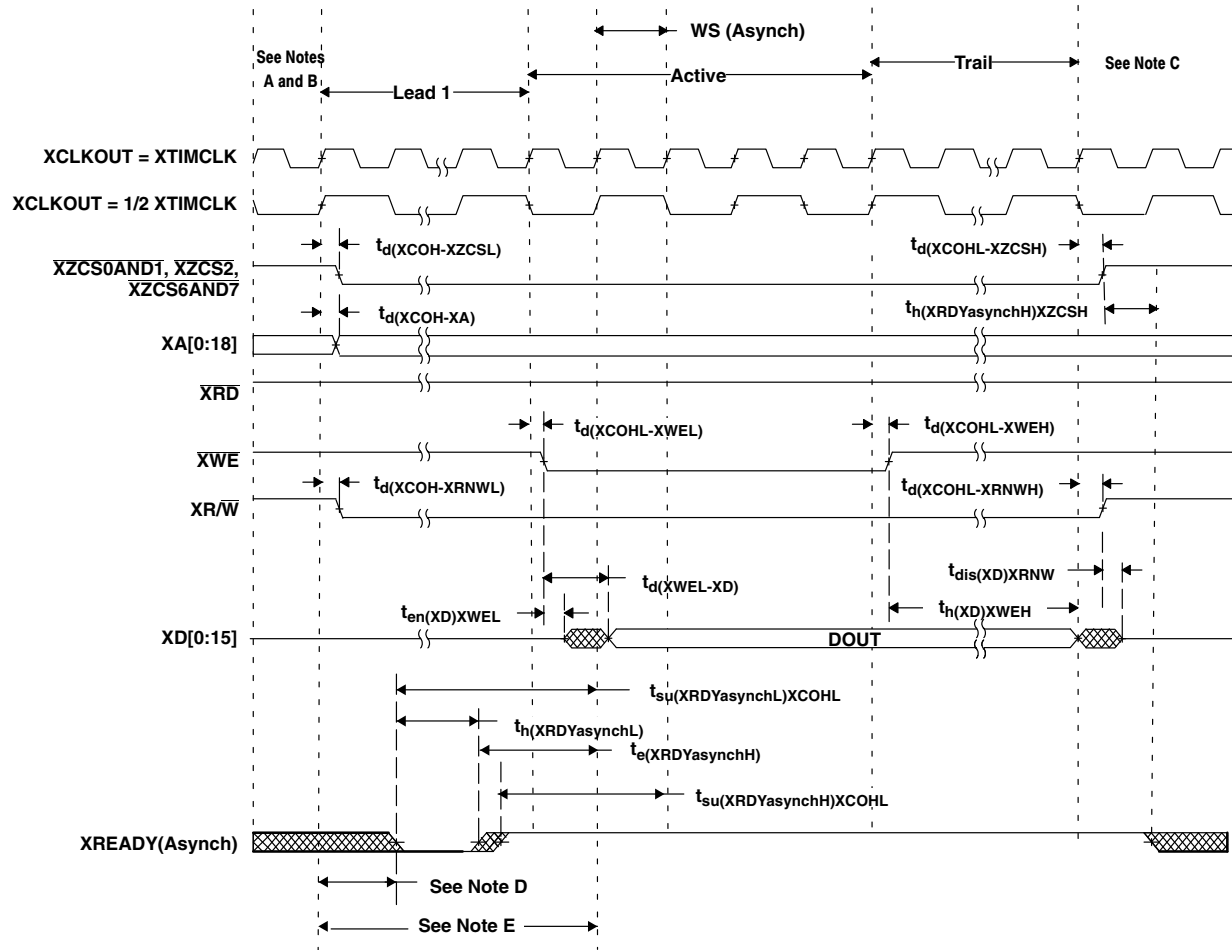 WS (Asynch)
See Notes
A and B
Lead 1
Active
Trail
See Note C
XCLKOUT = XTIMCLK
XCLKOUT = 1/2 XTIMCLK
td(XCOH-XZCSL)
td(XCOHL-XZCSH)
XZCS0AND1, XZCS2,
XZCS6AND7
td(XCOH-XA)
th(XRDYasynchH)XZCSH
XA[0:18]
XRD
td(XCOHL-XWEL)
td(XCOHL-XWEH)
XWE
td(XCOH-XRNWL)
td(XCOHL-XRNWH)
XR/W
tdis(XD)XRNW
td(XWEL-XD)
ten(XD)XWEL
th(XD)XWEH
XD[0:15]
DOUT
tsu(XRDYasynchL)XCOHL
th(XRDYasynchL)
te(XRDYasynchH)
tsu(XRDYasynchH)XCOHL
XREADY(Asynch)
See Note D
See Note E